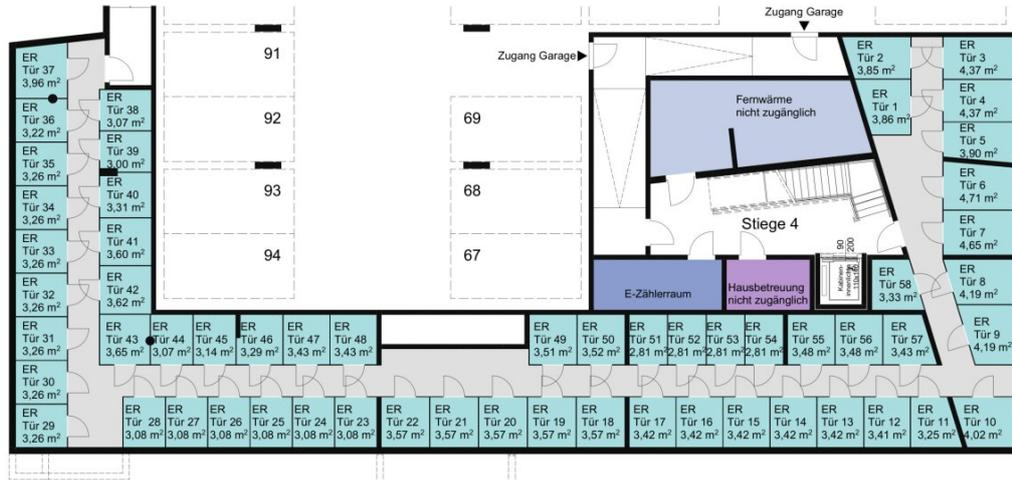 Zugang Garage
Zugang Garage
91
92
93
94
69
68
67
Fernwärme
nicht zugänglich
Stiege 4
E-Zählerraum
Hausbetreuung
nicht zugänglich
90
200
Kabinen-
ER
Tür 37
3,96 m²
ER
Tür 36
3,22 m²
ER
Tür 35
3,26 m²
ER
Tür 34
3,26 m²
ER
Tür 33
3,26 m²
ER
Tür 32
3,26 m²
ER
Tür 31
3,26 m²
ER
Tür 30
3,26 m²
ER
Tür 29
3,26 m²
ER
Tür 38
3,07 m²
ER
Tür 39
3,00 m²
ER
Tür 40
3,31 m²
ER
Tür 41
3,60 m²
ER
Tür 42
3,62 m²
ER
Tür 43
3,65 m²
ER
Tür 44
3,07 m²
ER
Tür 45
3,14 m²
ER
Tür 46
3,29 m²
ER
Tür 47
3,43 m²
ER
Tür 48
3,43 m²
ER
Tür 49
3,51 m²
ER
Tür 50
3,52 m²
ER
Tür 51
2,81 m²
ER
Tür 52
2,81 m²
ER
Tür 53
2,81 m²
ER
Tür 54
2,81 m²
ER
Tür 55
3,48 m²
ER
Tür 56
3,48 m²
ER
Tür 57
3,43 m²
ER
Tür 58
3,33 m²
ER
Tür 2
3,85 m²
ER
Tür 1
3,86 m²
ER
Tür 3
4,37 m²
ER
Tür 4
4,37 m²
ER
Tür 5
3,90 m²
ER
Tür 6
4,71 m²
ER
Tür 7
4,65 m²
ER
Tür 8
4,19 m²
ER
Tür 9
4,19 m²
ER
Tür 28
3,08 m²
ER
Tür 27
3,08 m²
ER
Tür 26
3,08 m²
ER
Tür 25
3,08 m²
ER
Tür 24
3,08 m²
ER
Tür 23
3,08 m²
ER
Tür 22
3,57 m²
ER
Tür 21
3,57 m²
ER
Tür 20
3,57 m²
ER
Tür 19
3,57 m²
ER
Tür 18
3,57 m²
ER
Tür 17
3,42 m²
ER
Tür 16
3,42 m²
ER
Tür 15
3,42 m²
ER
Tür 14
3,42 m²
ER
Tür 13
3,42 m²
ER
Tür 12
3,41 m²
ER
Tür 11
3,25 m²
ER
Tür 10
4,02 m²